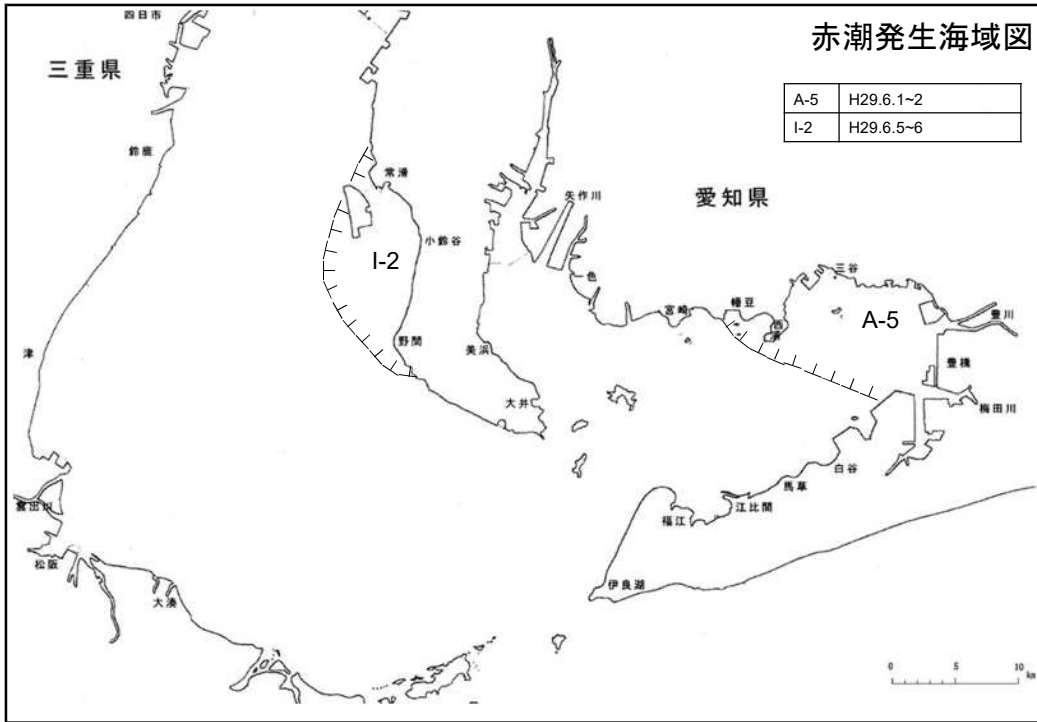 赤潮発生海域図
A-5 H29.6.1~2
I-2 H29.6.5~6
四日市
三重県
鈴鹿
常滑
矢作川
愛知県
小鈴谷
I-2
三谷
一色
宮崎
幡豆
西浦
A-5
豊川
津
野間
美浜
豊橋
大井
梅田川
白谷
馬草
江比間
福江
雲出川
松阪
大湊
伊良湖
0 5 10
km